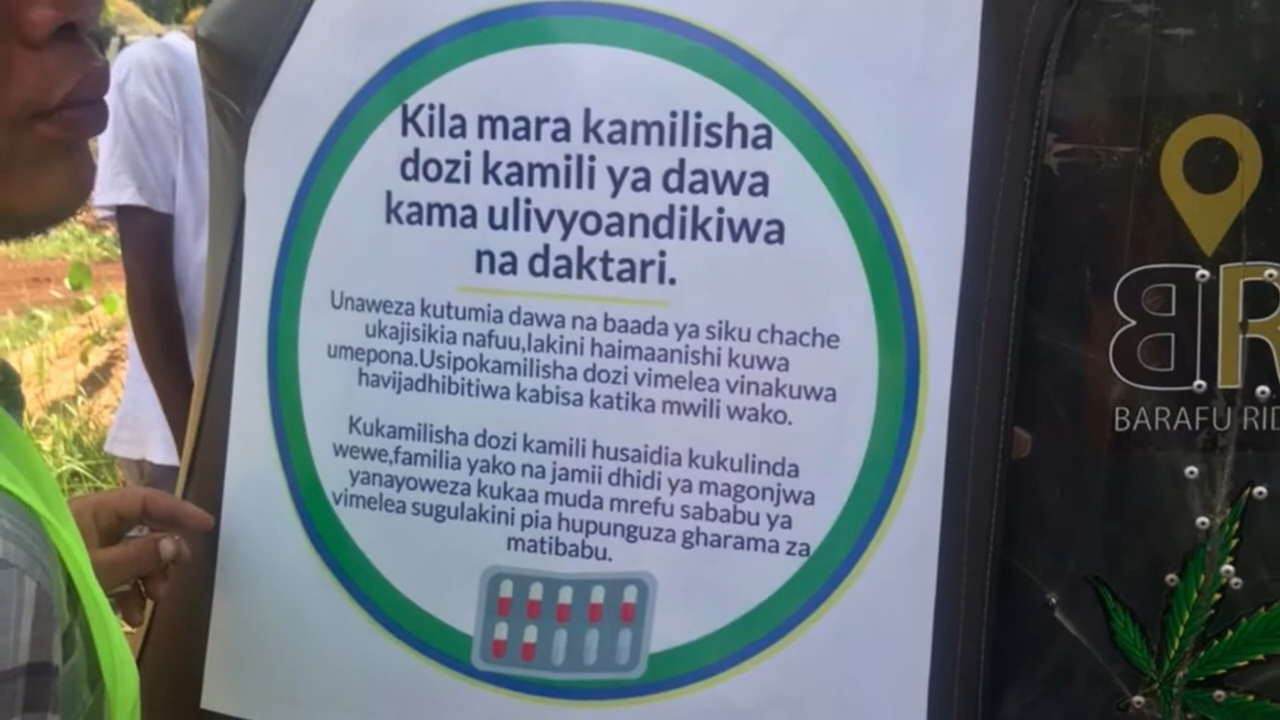 Kila mara kamilisha
dozi kamili ya dawa
kama ulivyoandikiwa
na daktari.
Unaweza kutumia dawa na baada ya siku chache
ukajisikia nafuu,lakini haimaanishi kuwa
umepona.Usipokamilisha dozi vimelea vinakuwa
havijadhibitiwa kabisa katika mwili wako.
Kukamilisha dozi kamili husaidia kukulinda
wewe,familia yako na jamii dhidi ya magonjwa
yanayoweza kukaa muda mrefu sababu ya
vimelea sugulakini pia hupunguza gharama za
matibabu.
BR
BARAFU